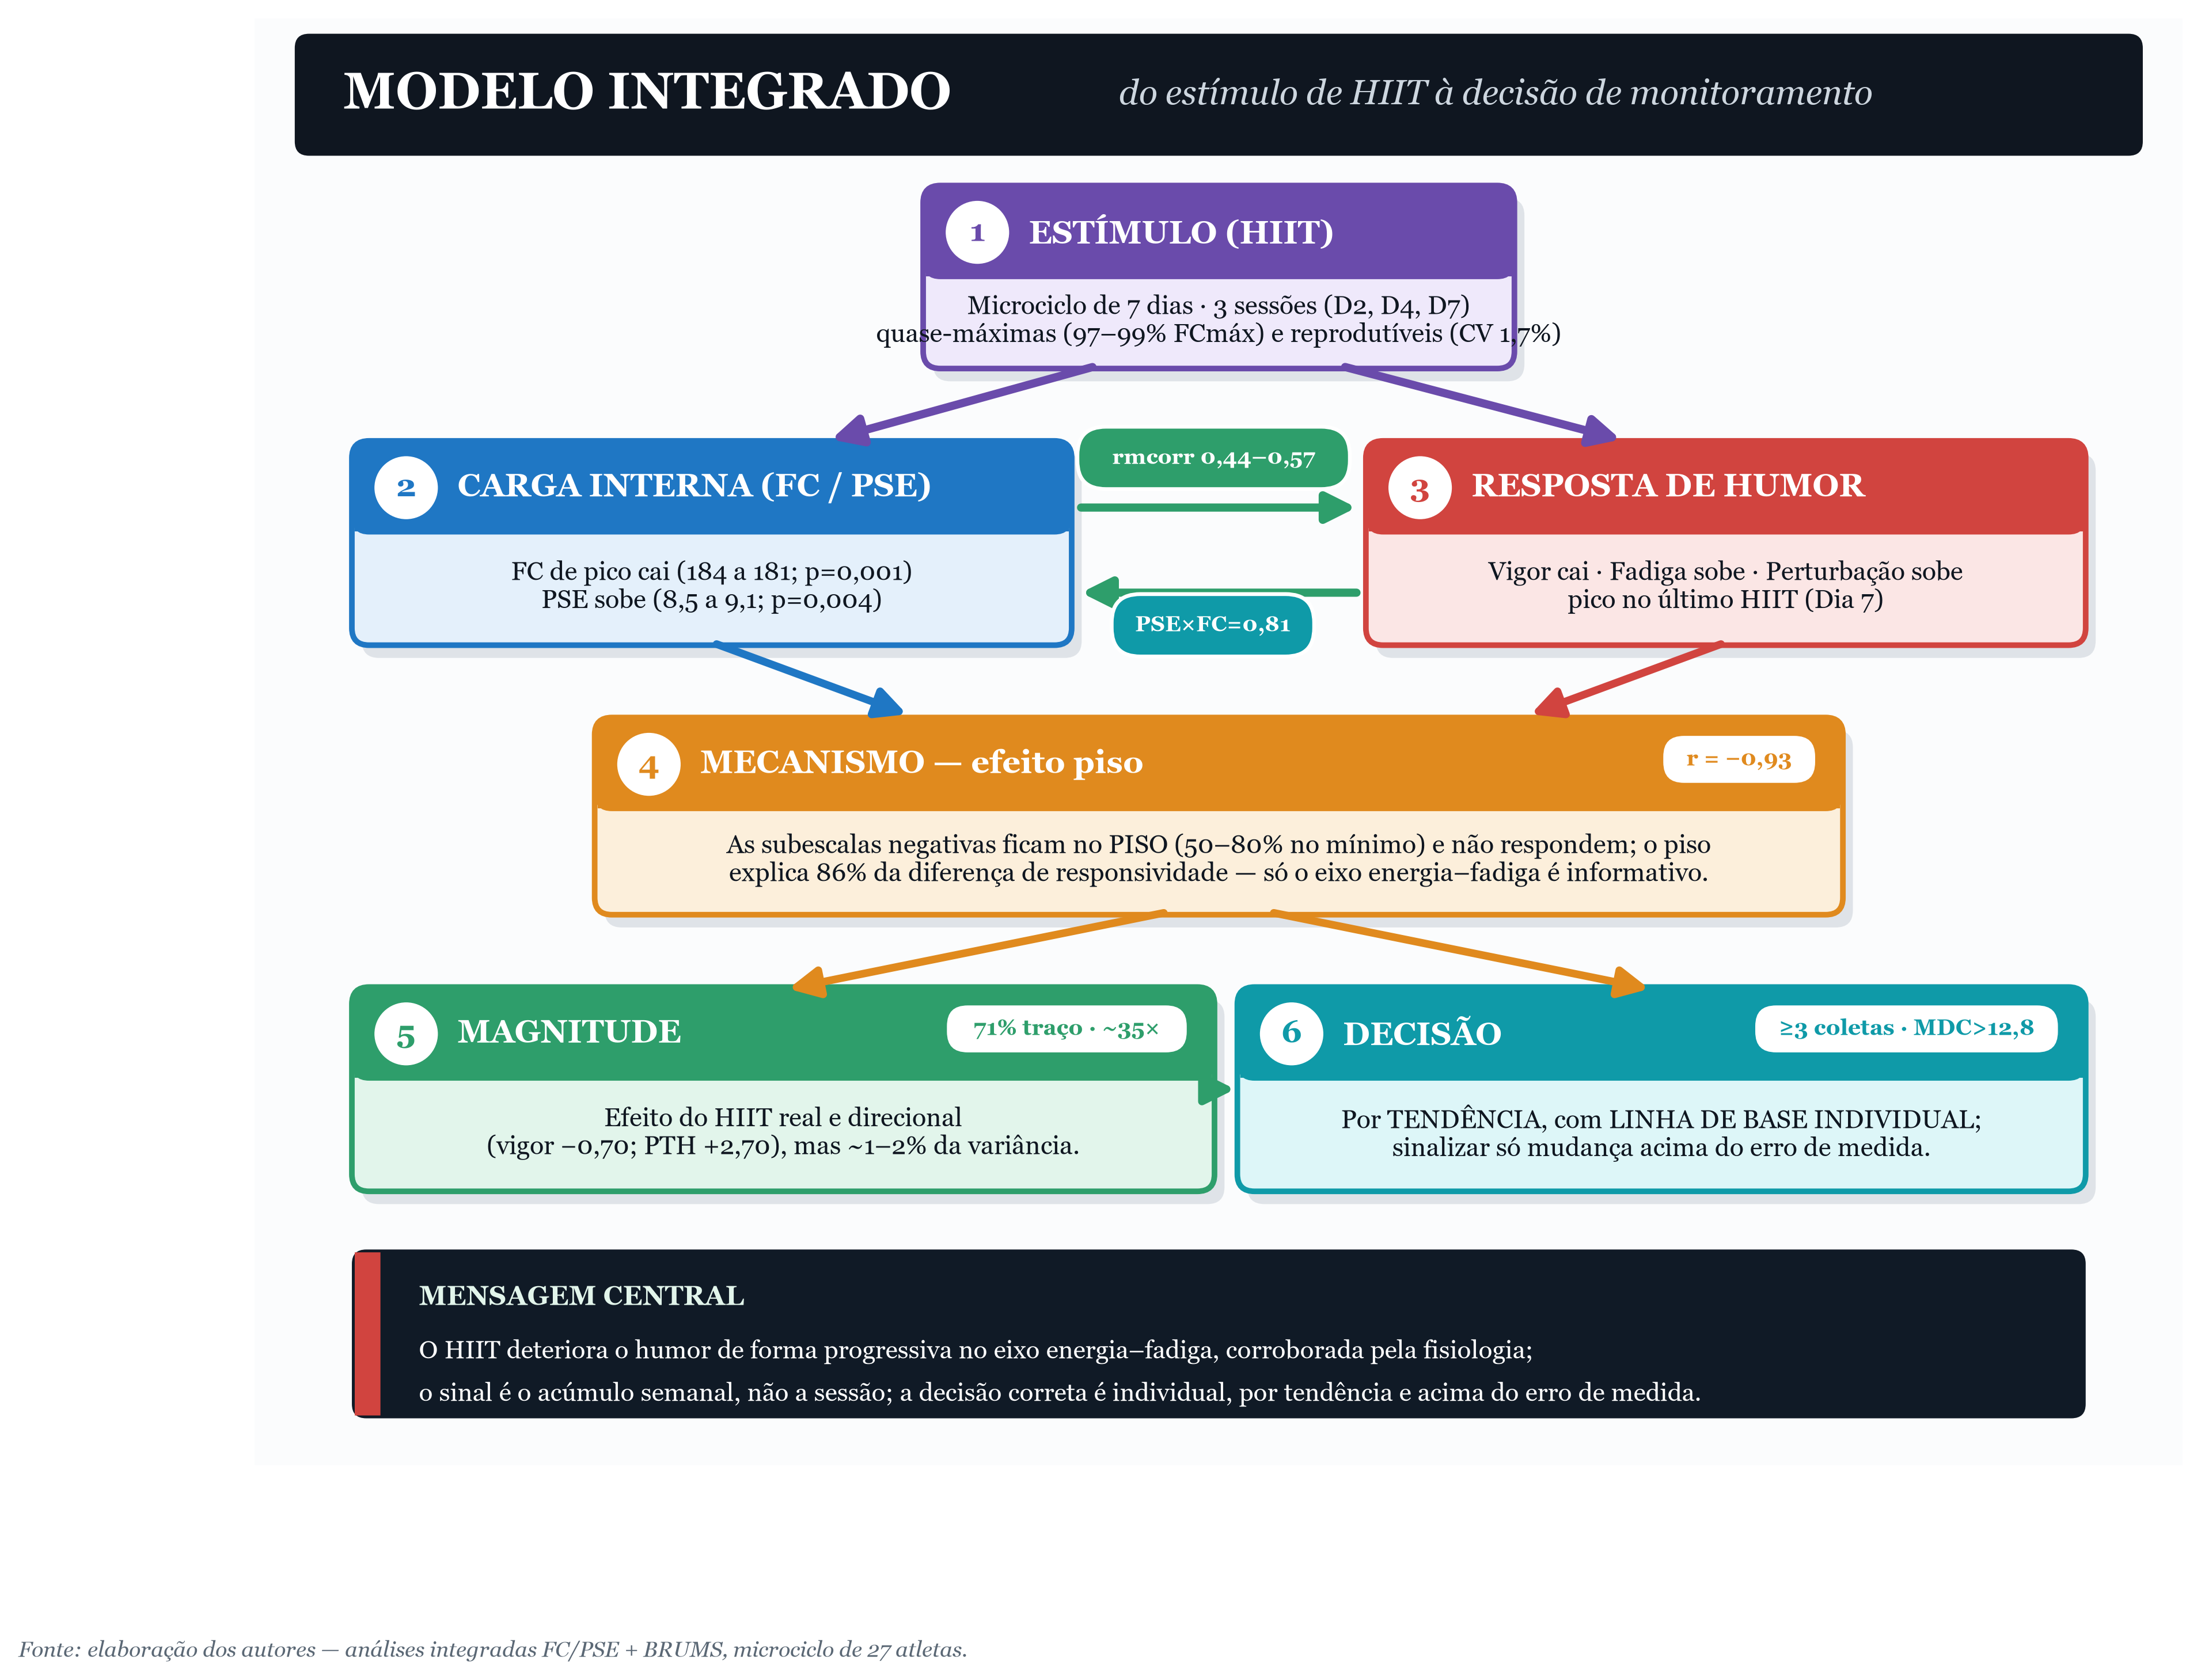 MODELO INTEGRADO
do estímulo de HIIT à decisão de monitoramento
1
ESTÍMULO (HIIT)
Microciclo de 7 dias · 3 sessões (D2, D4, D7)
quase-máximas (97–99% FCmáx) e reprodutíveis (CV 1,7%)
2
CARGA INTERNA (FC / PSE)
FC de pico cai (184 a 181; p=0,001)
PSE sobe (8,5 a 9,1; p=0,004)
rmcorr 0,44–0,57
PSE×FC=0,81
3
RESPOSTA DE HUMOR
Vigor cai · Fadiga sobe · Perturbação sobe
pico no último HIIT (Dia 7)
4
MECANISMO — efeito piso
r = −0,93
As subescalas negativas ficam no PISO (50–80% no mínimo) e não respondem; o piso
explica 86% da diferença de responsividade — só o eixo energia–fadiga é informativo.
5
MAGNITUDE
71% traço · ~35×
Efeito do HIIT real e direcional
(vigor −0,70; PTH +2,70), mas ~1–2% da variância.
6
DECISÃO
≥3 coletas · MDC>12,8
Por TENDÊNCIA, com LINHA DE BASE INDIVIDUAL;
sinalizar só mudança acima do erro de medida.
MENSAGEM CENTRAL
O HIIT deteriora o humor de forma progressiva no eixo energia–fadiga, corroborada pela fisiologia;
o sinal é o acúmulo semanal, não a sessão; a decisão correta é individual, por tendência e acima do erro de medida.
Fonte: elaboração dos autores — análises integradas FC/PSE + BRUMS, microciclo de 27 atletas.